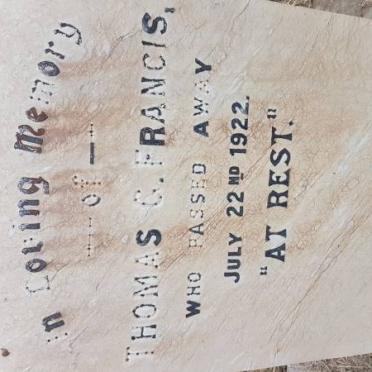 In Loving Memory
— of —
THOMAS C. FRANCIS,
WHO PASSED AWAY
JULY 22ND 1922.
"AT REST."